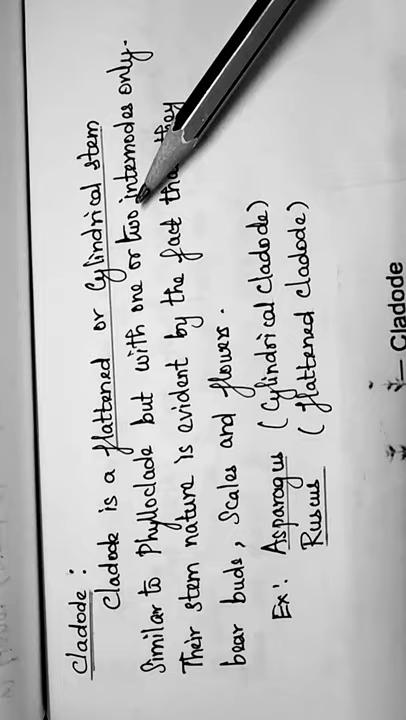 Cladode :
Cladode is a flattened or Cylindrical stem
Similar to Phylloclade but with one or two internodes only.
Their stem nature is evident by the fact that they
bear buds, Scales and flowers.
Ex: Asparagus (Cylindrical Cladode)
Ruscus (flattened Cladode)
Cladode